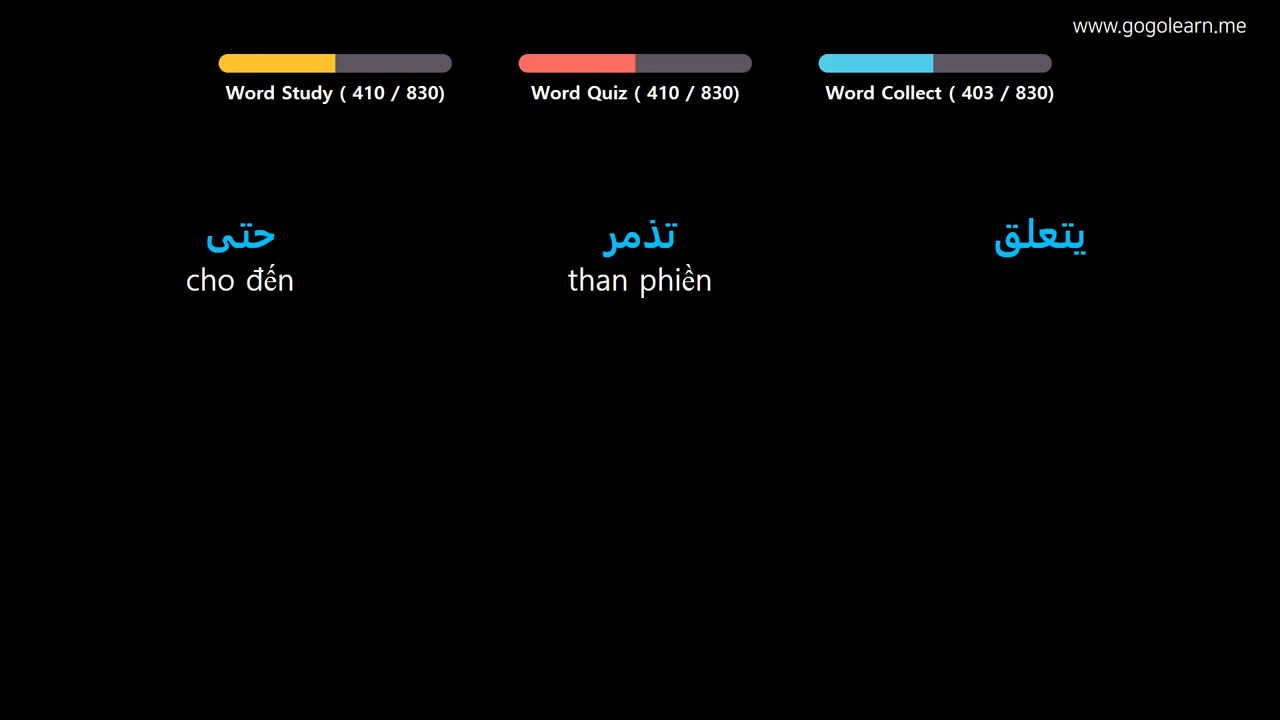 www.gogolearn.me
Word Study ( 410 / 830)
Word Quiz ( 410 / 830)
Word Collect ( 403 / 830)
حتى
cho đến
تذمر
than phiền
يتعلق